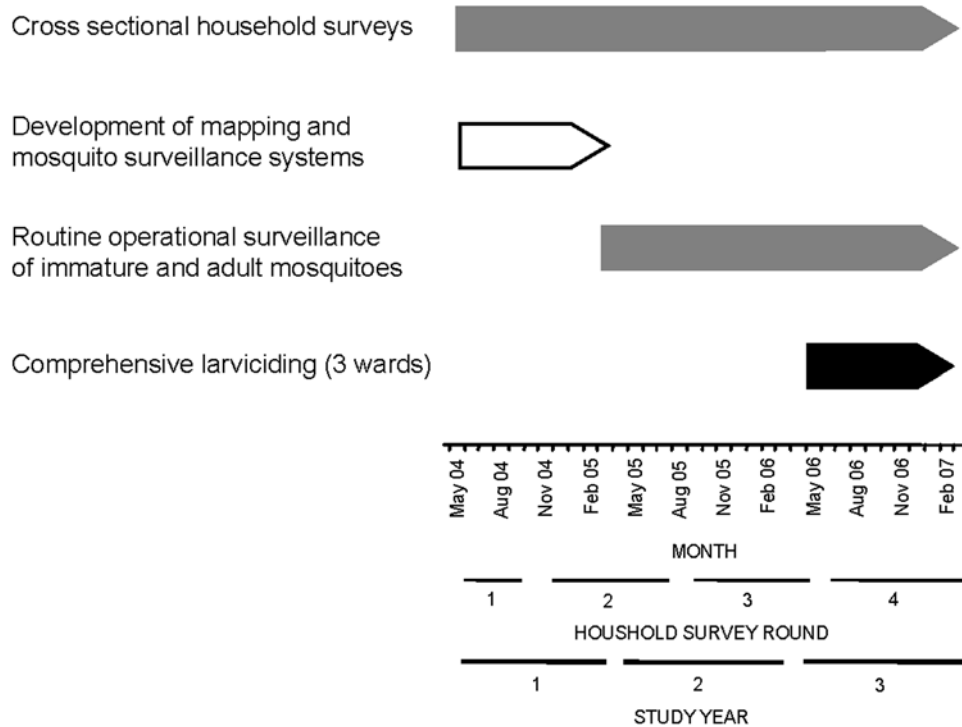 Cross sectional household surveys
Development of mapping and
mosquito surveillance systems
Routine operational surveillance
of immature and adult mosquitoes
Comprehensive larviciding (3 wards)
May 04 Aug 04 Nov 04 Feb 05 May 05 Aug 05 Nov 05 Feb 06 May 06 Aug 06 Nov 06 Feb 07
MONTH
1 2 3 4
HOUSHOLD SURVEY ROUND
1 2 3
STUDY YEAR